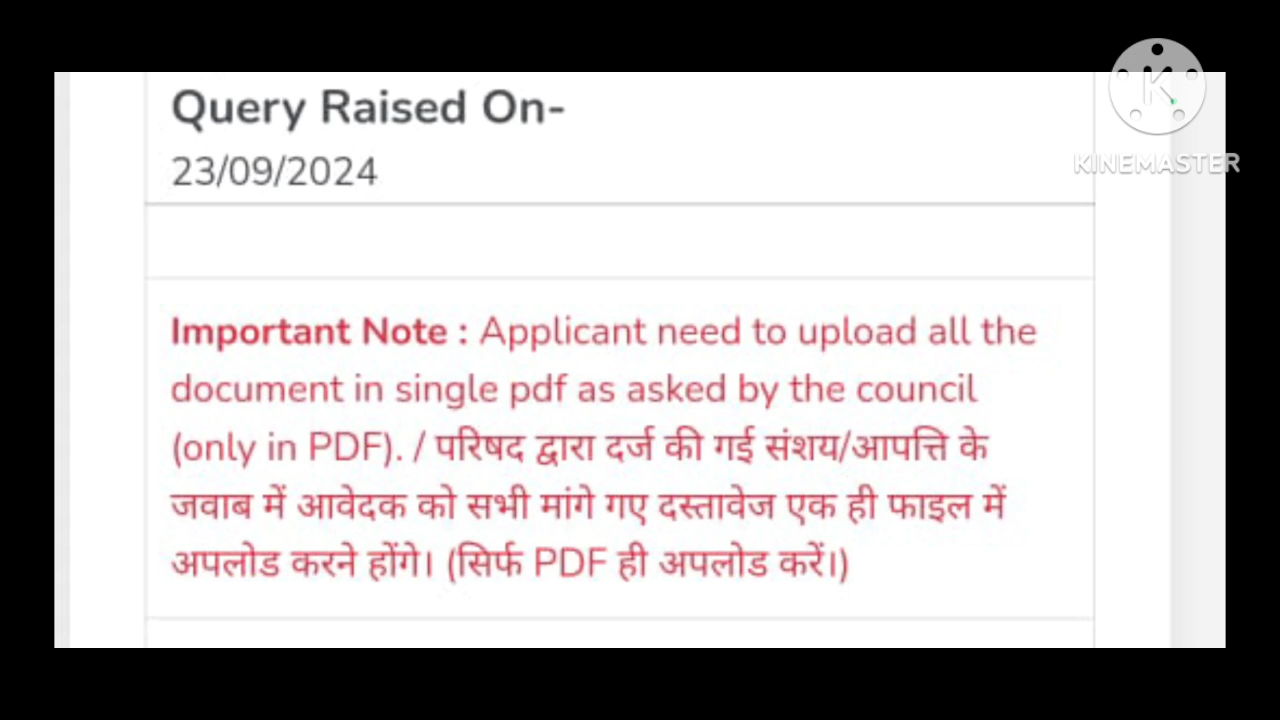 Query Raised On-
23/09/2024
KINEMASTER
Important Note : Applicant need to upload all the
document in single pdf as asked by the council
(only in PDF). / परिषद द्वारा दर्ज की गई संशय/आपत्ति के
जवाब में आवेदक को सभी मांगे गए दस्तावेज एक ही फाइल में
अपलोड करने होंगे। (सिर्फ PDF ही अपलोड करें।)